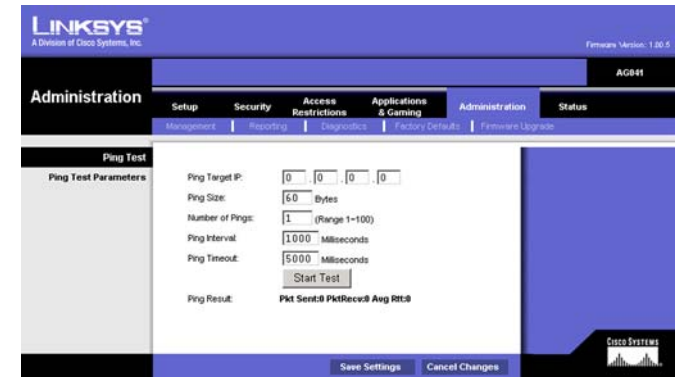 LINKSYS®
A Division of Cisco Systems, Inc.
Firmware Version: 1.00.5
AG041
Administration
Setup Security Access Restrictions Applications & Gaming Administration Status
Management | Reporting | Diagnostics | Factory Defaults | Firmware Upgrade
Ping Test
Ping Test Parameters
Ping Target IP: 0 . 0 . 0 . 0
Ping Size: 60 Bytes
Number of Pings: 1 (Range 1~100)
Ping Interval: 1000 Milliseconds
Ping Timeout: 5000 Milliseconds
Start Test
Ping Result: Pkt Sent:0 PktRecv:0 Avg Rtt:0
Save Settings Cancel Changes
CISCO SYSTEMS